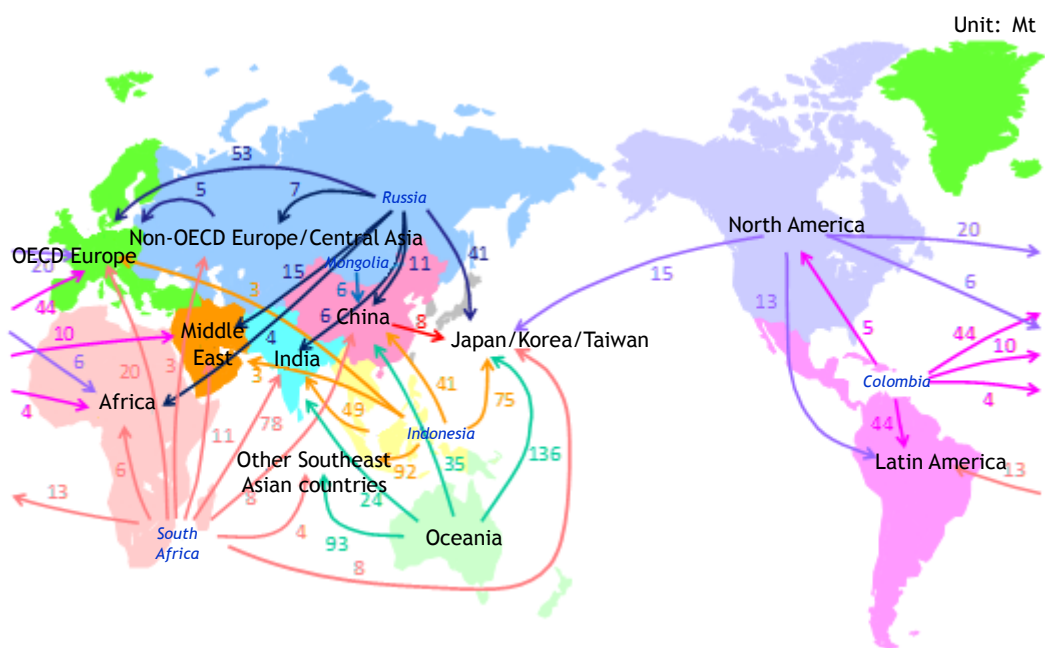 Unit: Mt
53
5
7
Russia
North America
20
Non-OECD Europe/Central Asia
41
OECD Europe
20
Mongolia
15
11
15
6
3
6
44
13
6
China
8
Middle
10
4
5
44
Japan/Korea/Taiwan
East
India
10
6
20
3
3
Colombia
41
4
Africa
75
4
49
11
78
44
Indonesia
Other Southeast
136
Latin America
13
6
92
35
Asian countries
13
8
24
South
4
Oceania
Africa
93
8